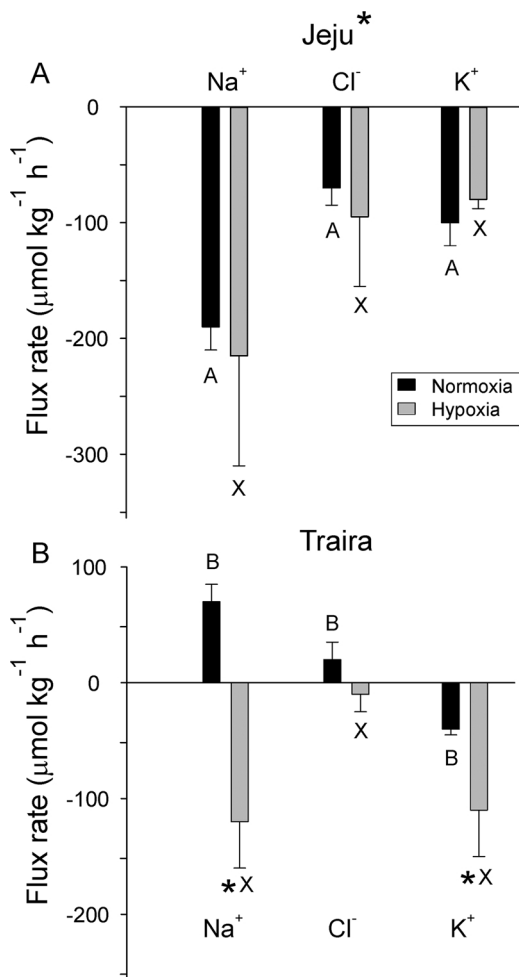 Jeju*
A
Na⁺ Cl⁻ K⁺
0
-100
-200
-300
Flux rate (μmol kg⁻¹ h⁻¹)
A X A X A X
Normoxia
Hypoxia
Traira
B
100
0
-100
-200
Flux rate (μmol kg⁻¹ h⁻¹)
B B B
*X X *X
Na⁺ Cl⁻ K⁺